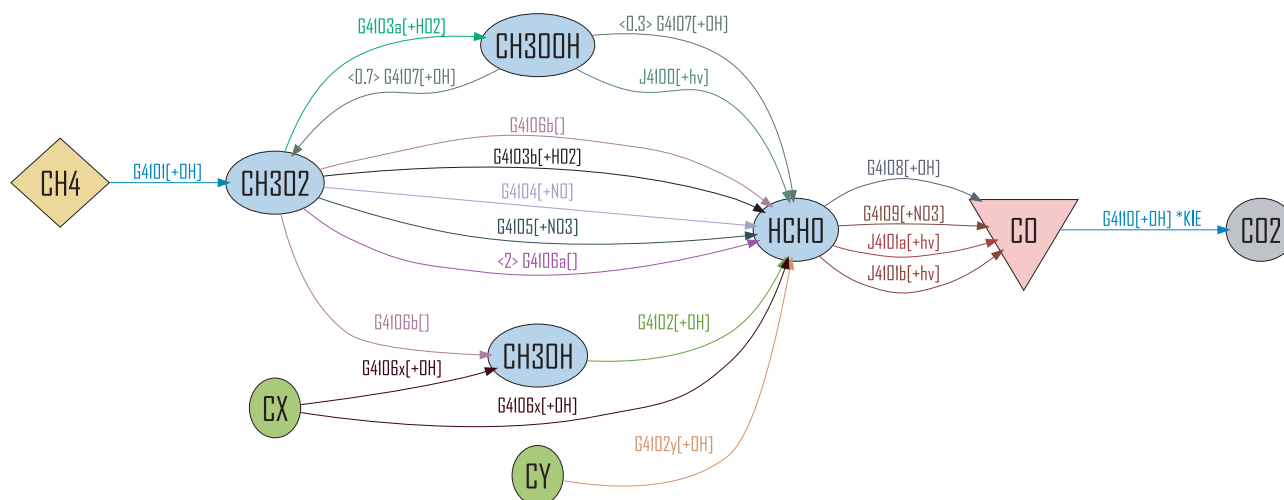 G4103a[+HO2]
CH3OOH
<0.3> G4107[+OH]
<0.7> G4107[+OH]
J4100[+hv]
CH4
G4101[+OH]
CH3O2
G4106b[]
G4103b[+HO2]
G4104[+NO]
G4105[+NO3]
<2> G4106a[]
HCHO
G4108[+OH]
G4109[+NO3]
J4101a[+hv]
J4101b[+hv]
CO
G4110[+OH] *KIE
CO2
G4106b[]
CH3OH
G4102[+OH]
CX
G4106x[+OH]
G4106x[+OH]
CY
G4102y[+OH]